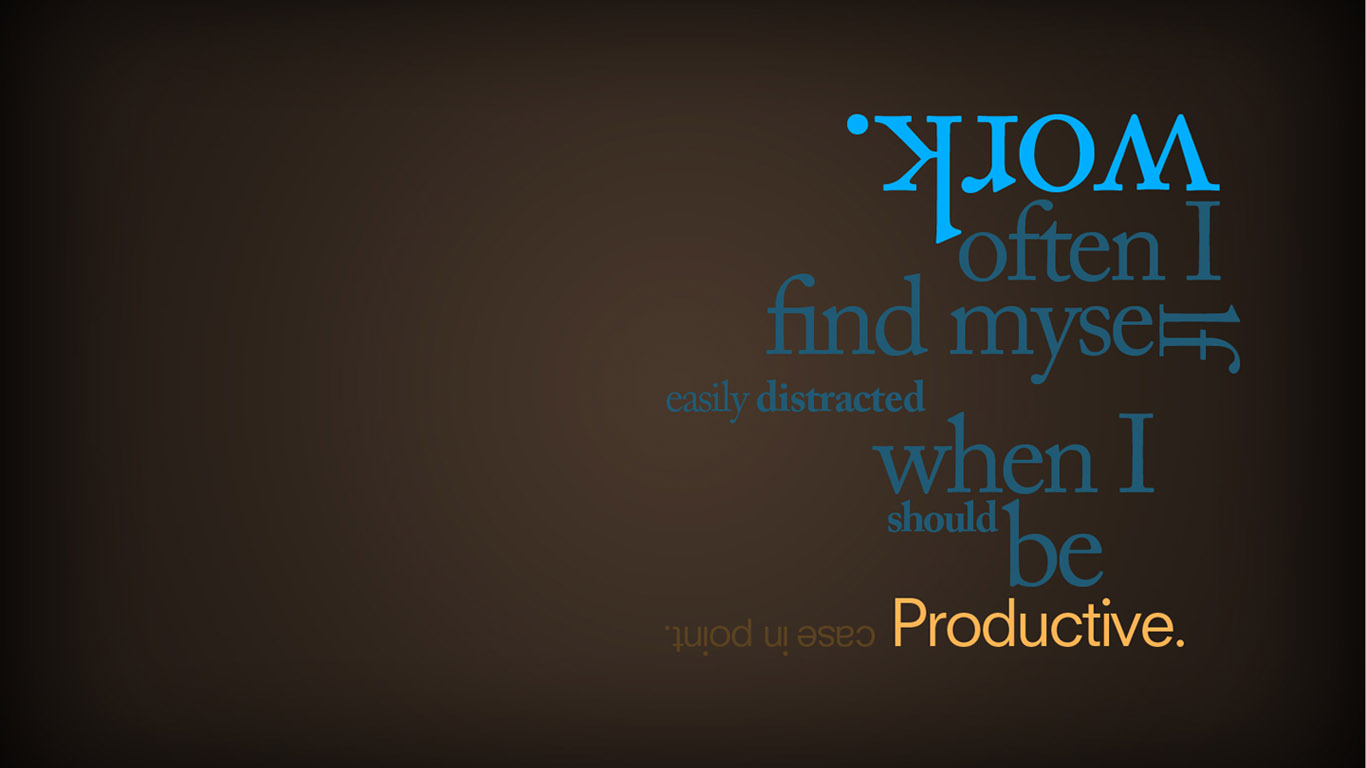 work.
often I
find myself
easily distracted
when I
should be
Productive.
case in point.